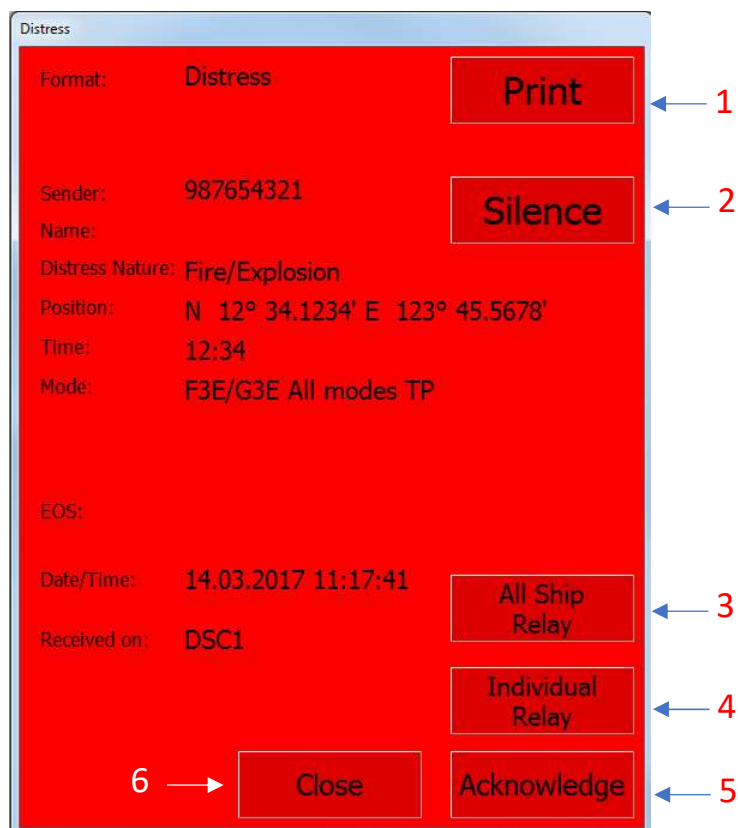 Distress
Format: Distress
Print
1
Sender: 987654321
Silence
2
Name:
Distress Nature: Fire/Explosion
Position: N 12° 34.1234' E 123° 45.5678'
Time: 12:34
Mode: F3E/G3E All modes TP
EOS:
Date/Time: 14.03.2017 11:17:41
All Ship
Relay
3
Received on: DSC1
Individual
Relay
4
6
Close
Acknowledge
5